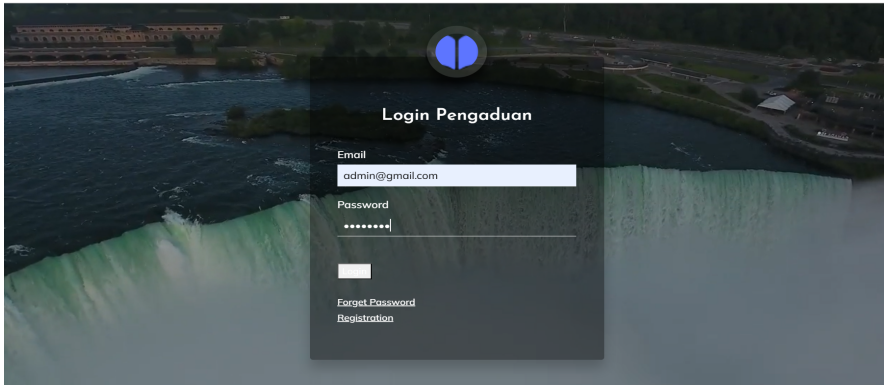 Login Pengaduan
Email
admin@gmail.com
Password
Forget Password
Registration